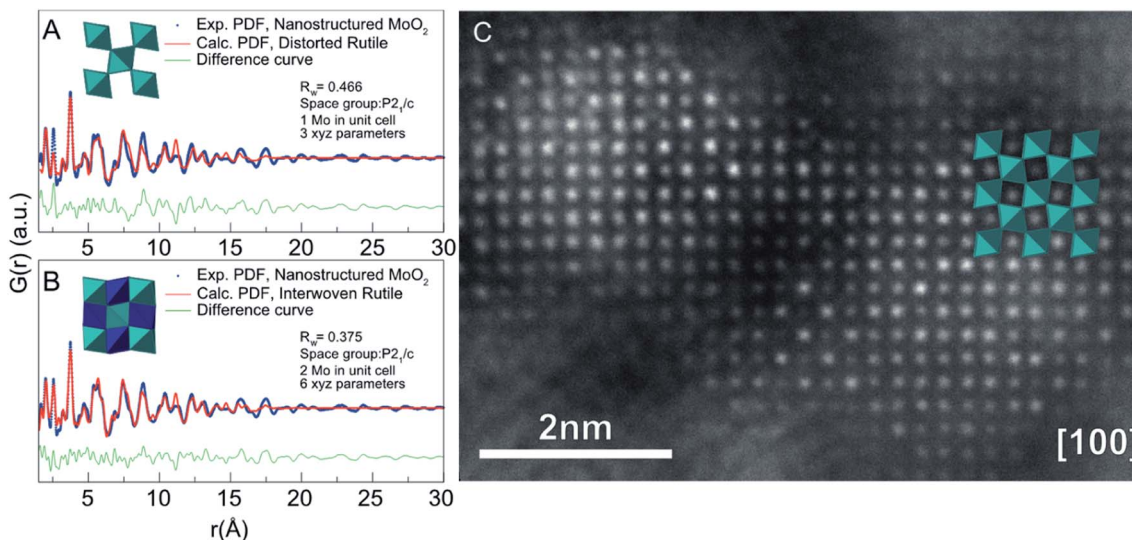 A
Exp. PDF, Nanostructured MoO₂
Calc. PDF, Distorted Rutile
Difference curve
R_w= 0.466
Space group:P2₁/c
1 Mo in unit cell
3 xyz parameters
5 10 15 20 25 30
G(r) (a.u.)
B
Exp. PDF, Nanostructured MoO₂
Calc. PDF, Interwoven Rutile
Difference curve
R_w= 0.375
Space group:P2₁/c
2 Mo in unit cell
6 xyz parameters
5 10 15 20 25 30
r(Å)
C
2nm
[100]